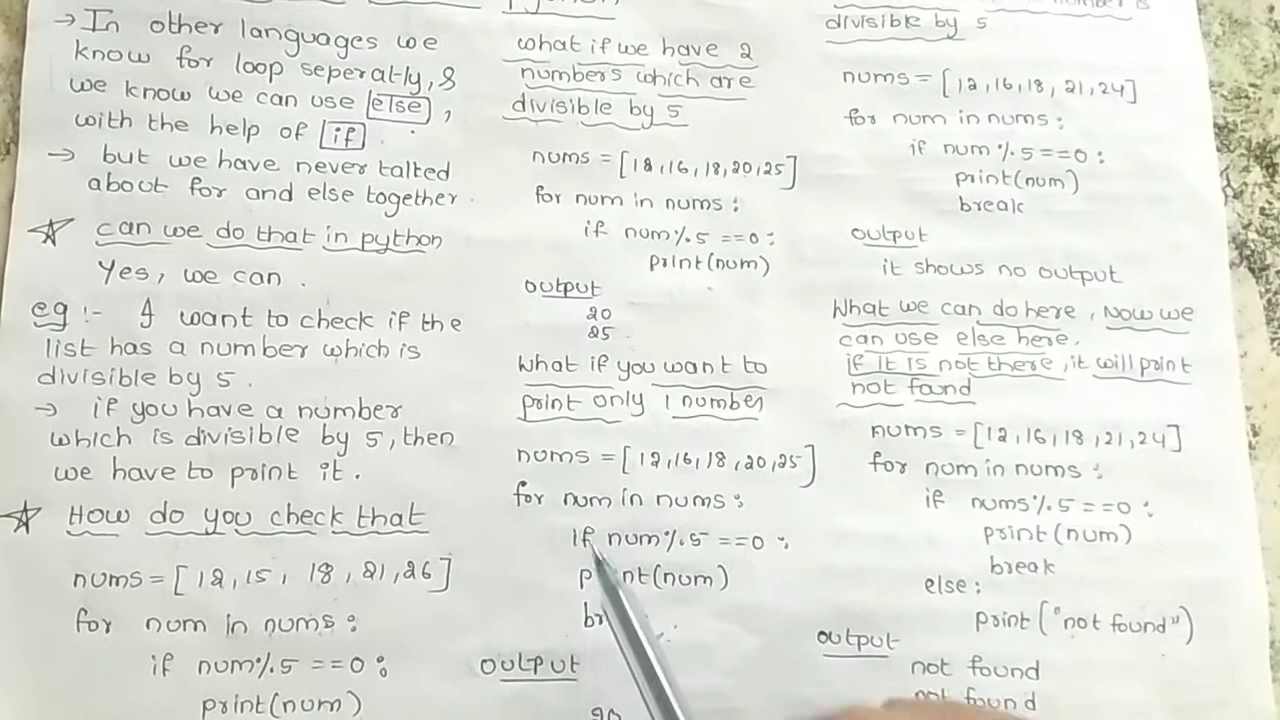 → In other languages we
know for loop seperatly, &
we know we can use else,
with the help of if.
→ but we have never talted
about for and else together.
☆ can we do that in python
Yes, we can.
eg :- I want to check if the
list has a number which is
divisible by 5.
→ if you have a number
which is divisible by 5, then
we have to print it.
☆ How do you check that
nums = [12, 15, 18, 21, 26]
for num in nums:
if num % 5 == 0:
print(num)
what if we have 2
numbers which are
divisible by 5
nums = [18, 16, 18, 20, 25]
for num in nums:
if num % 5 == 0:
print(num)
output
20
25
What if you want to
print only 1 number
nums = [12, 16, 18, 20, 25]
for num in nums:
If num % 5 == 0:
output
20
divisible by 5
nums = [12, 16, 18, 21, 24]
for num in nums:
if num % 5 == 0:
print(num)
break
output
it shows no output
What we can do here, Now we
can use else here.
if it is not there, it will print
not found
nums = [12, 16, 18, 21, 24]
for num in nums:
if nums % 5 == 0:
print(num)
break
else:
print("not found")
output
not found
not found